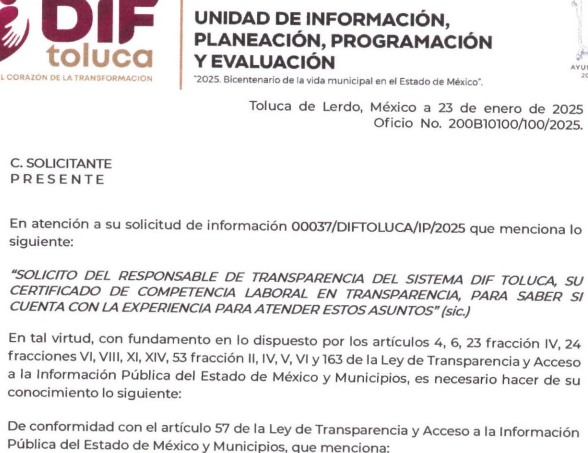 DIF
toluca
L CORAZÓN DE LA TRANSFORMACIÓN
UNIDAD DE INFORMACIÓN,
PLANEACIÓN, PROGRAMACIÓN
Y EVALUACIÓN
"2025. Bicentenario de la vida municipal en el Estado de México".
AYU
20
Toluca de Lerdo, México a 23 de enero de 2025
Oficio No. 200B10100/100/2025.
C. SOLICITANTE
PRESENTE
En atención a su solicitud de información 00037/DIFTOLUCA/IP/2025 que menciona lo
siguiente:
"SOLICITO DEL RESPONSABLE DE TRANSPARENCIA DEL SISTEMA DIF TOLUCA, SU
CERTIFICADO DE COMPETENCIA LABORAL EN TRANSPARENCIA, PARA SABER SI
CUENTA CON LA EXPERIENCIA PARA ATENDER ESTOS ASUNTOS" (sic.)
En tal virtud, con fundamento en lo dispuesto por los artículos 4, 6, 23 fracción IV, 24
fracciones VI, VIII, XI, XIV, 53 fracción II, IV, V, VI y 163 de la Ley de Transparencia y Acceso
a la Información Pública del Estado de México y Municipios, es necesario hacer de su
conocimiento lo siguiente:
De conformidad con el artículo 57 de la Ley de Transparencia y Acceso a la Información
Pública del Estado de México y Municipios, que menciona: